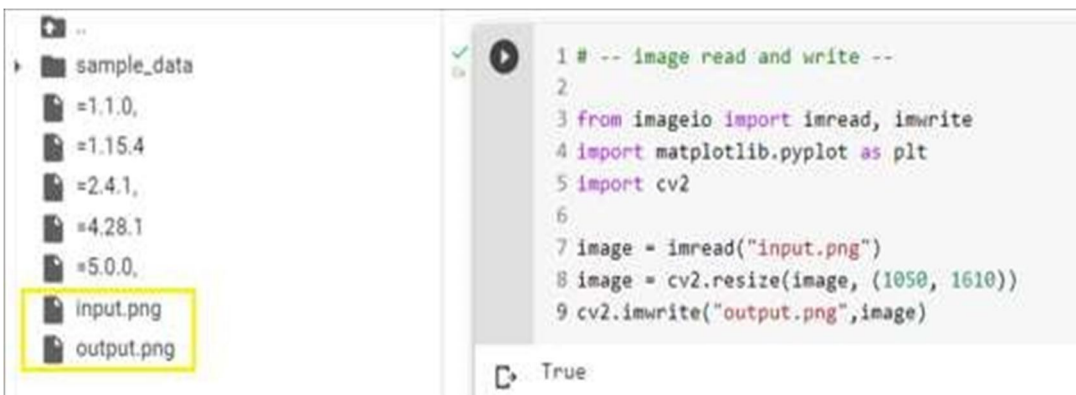 ..
sample_data
=1.1.0,
=1.15.4
=2.4.1,
=4.28.1
=5.0.0,
input.png
output.png
1 # -- image read and write --
2
3 from imageio import imread, imwrite
4 import matplotlib.pyplot as plt
5 import cv2
6
7 image = imread("input.png")
8 image = cv2.resize(image, (1050, 1610))
9 cv2.imwrite("output.png",image)
True